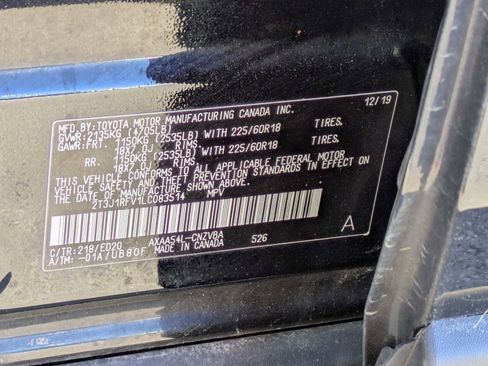 MFD.BY:TOYOTA MOTOR MANUFACTURING CANADA INC. 12/19
GVWR:2135KG (4705LB)
GAWR:FRT. 1150KG (2535LB) WITH 225/60R18 TIRES.
18X7.0J RIMS
RR. 1150KG (2535LB) WITH 225/60R18 TIRES.
18X7.0J RIMS
THIS VEHICLE CONFORMS TO ALL APPLICABLE FEDERAL MOTOR
VEHICLE SAFETY STANDARDS IN EFFECT ON
THE DATE OF MANUFACTURE SHOWN ABOVE.
2T3J1RFV1LC083514 MPV
C/TR:218/ED20 AXAA54L-CNZVBA 526 A
A/TM:-01A/UB80F MADE IN CANADA